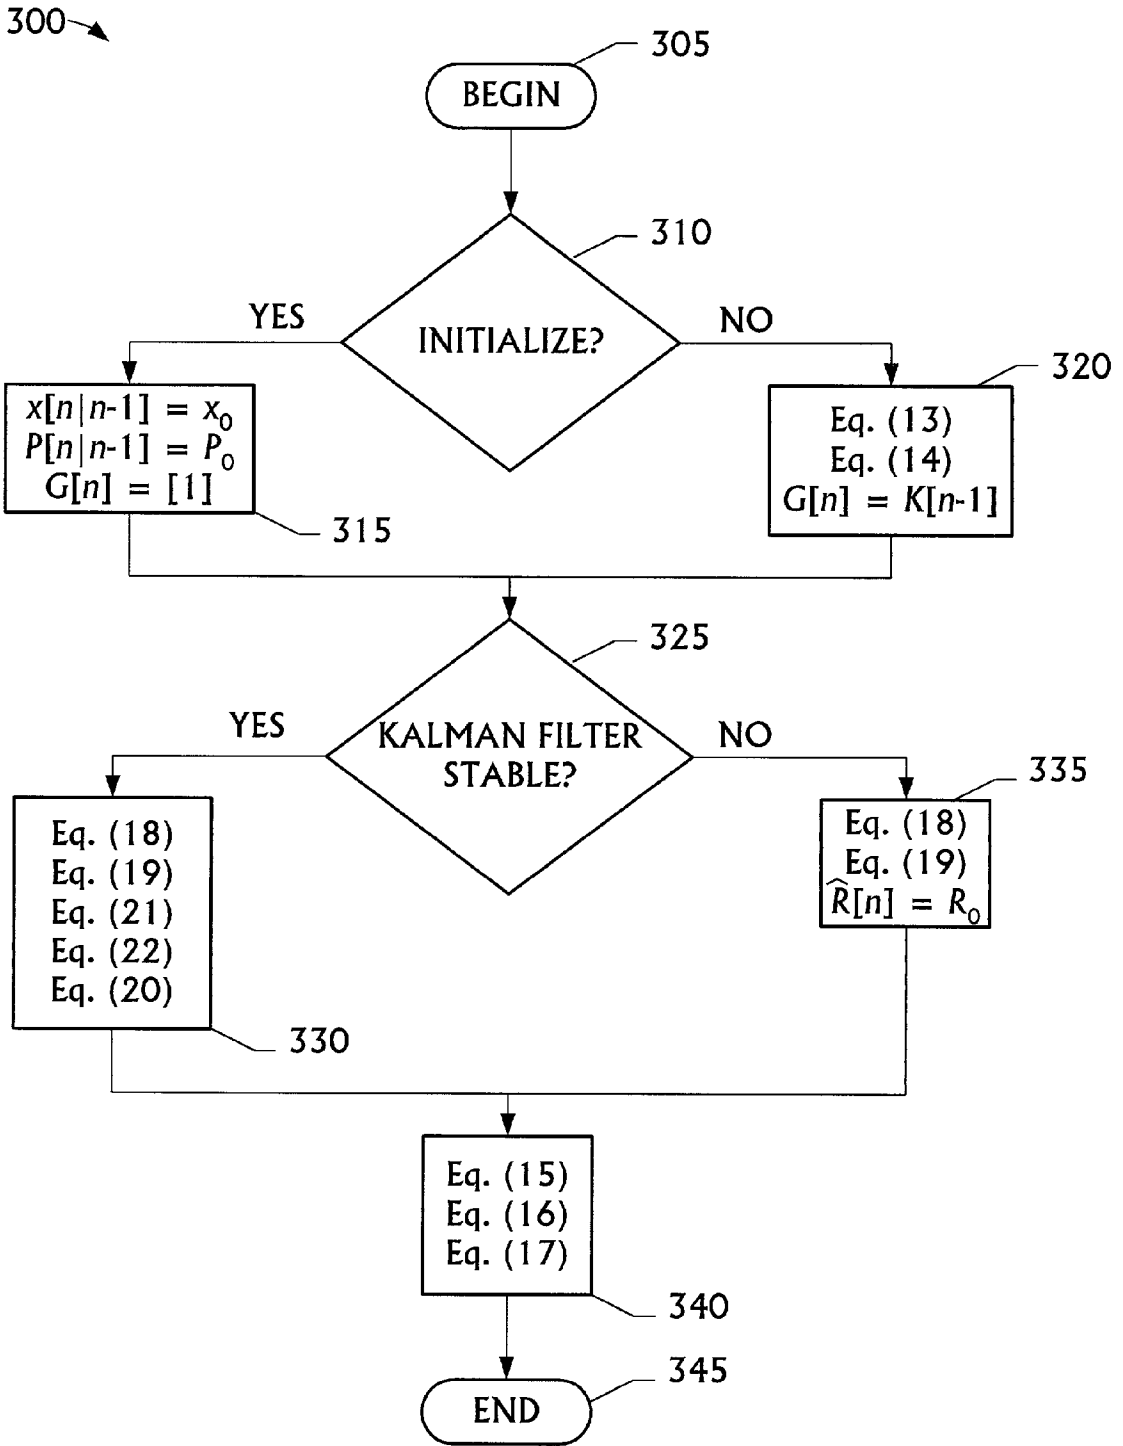 300
305
BEGIN
310
YES
NO
INITIALIZE?
320
x[n|n-1] = x₀
P[n|n-1] = P₀
G[n] = [1]
315
Eq. (13)
Eq. (14)
G[n] = K[n-1]
325
YES
NO
KALMAN FILTER
STABLE?
335
Eq. (18)
Eq. (19)
Eq. (21)
Eq. (22)
Eq. (20)
330
Eq. (18)
Eq. (19)
R̂[n] = R₀
Eq. (15)
Eq. (16)
Eq. (17)
340
345
END